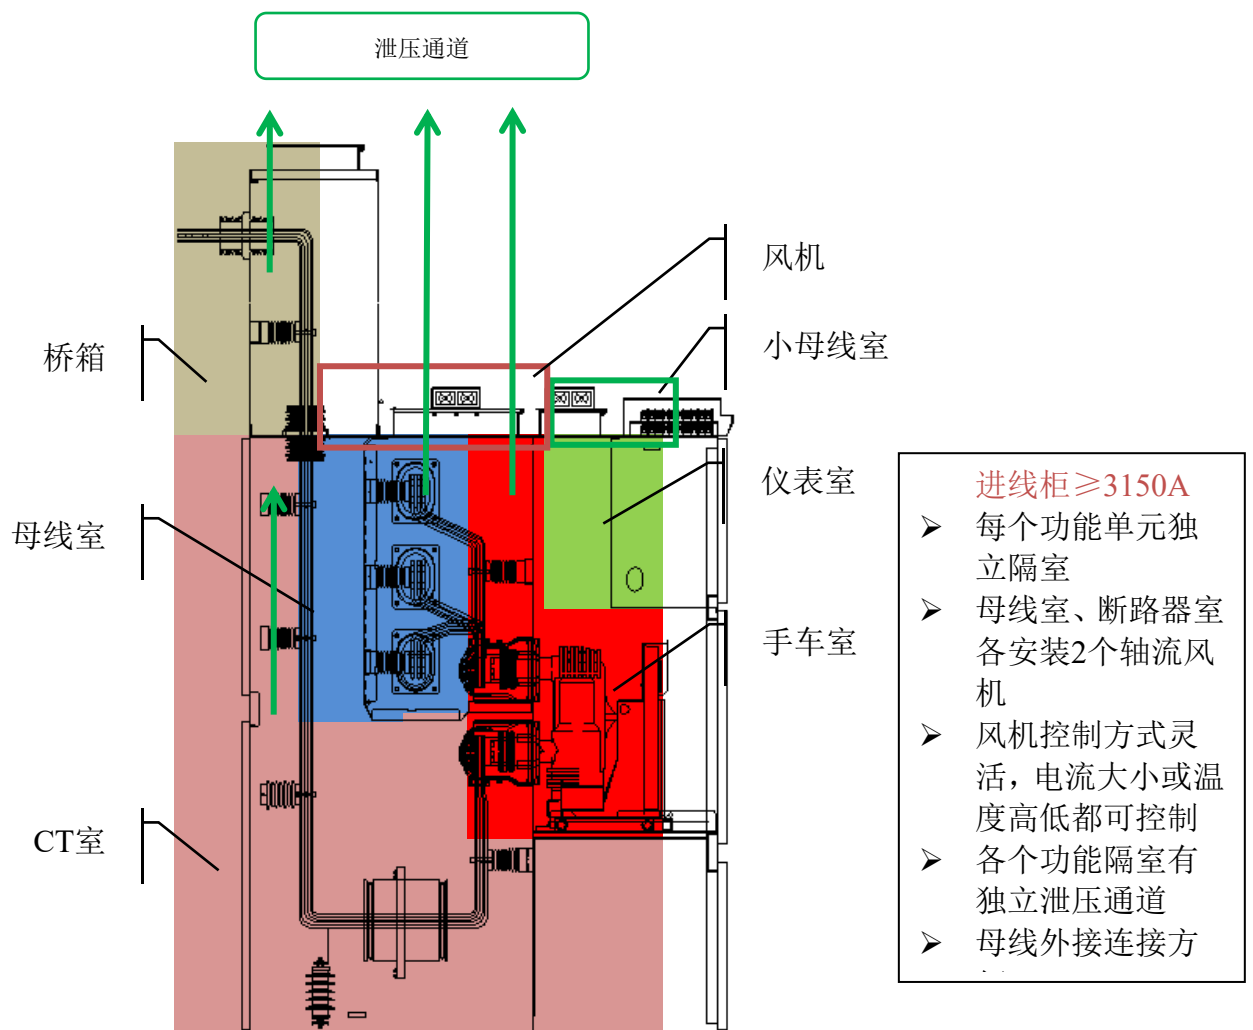 泄压通道
风机
小母线室
桥箱
仪表室
母线室
手车室
CT室
进线柜≥3150A
➢ 每个功能单元独
立隔室
➢ 母线室、断路器室
各安装2个轴流风
机
➢ 风机控制方式灵
活，电流大小或温
度高低都可控制
➢ 各个功能隔室有
独立泄压通道
➢ 母线外接连接方